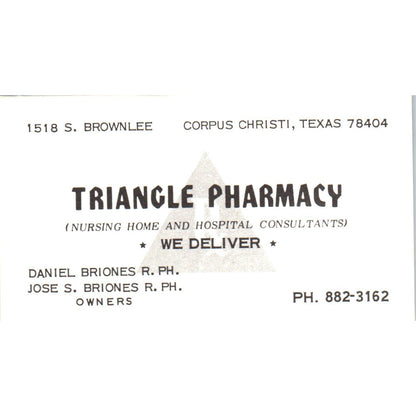 1518 S. BROWNLEE CORPUS CHRISTI, TEXAS 78404
TRIANGLE PHARMACY
(NURSING HOME AND HOSPITAL CONSULTANTS)
★ WE DELIVER ★
DANIEL BRIONES R. PH.
JOSE S. BRIONES R. PH.
OWNERS
PH. 882-3162